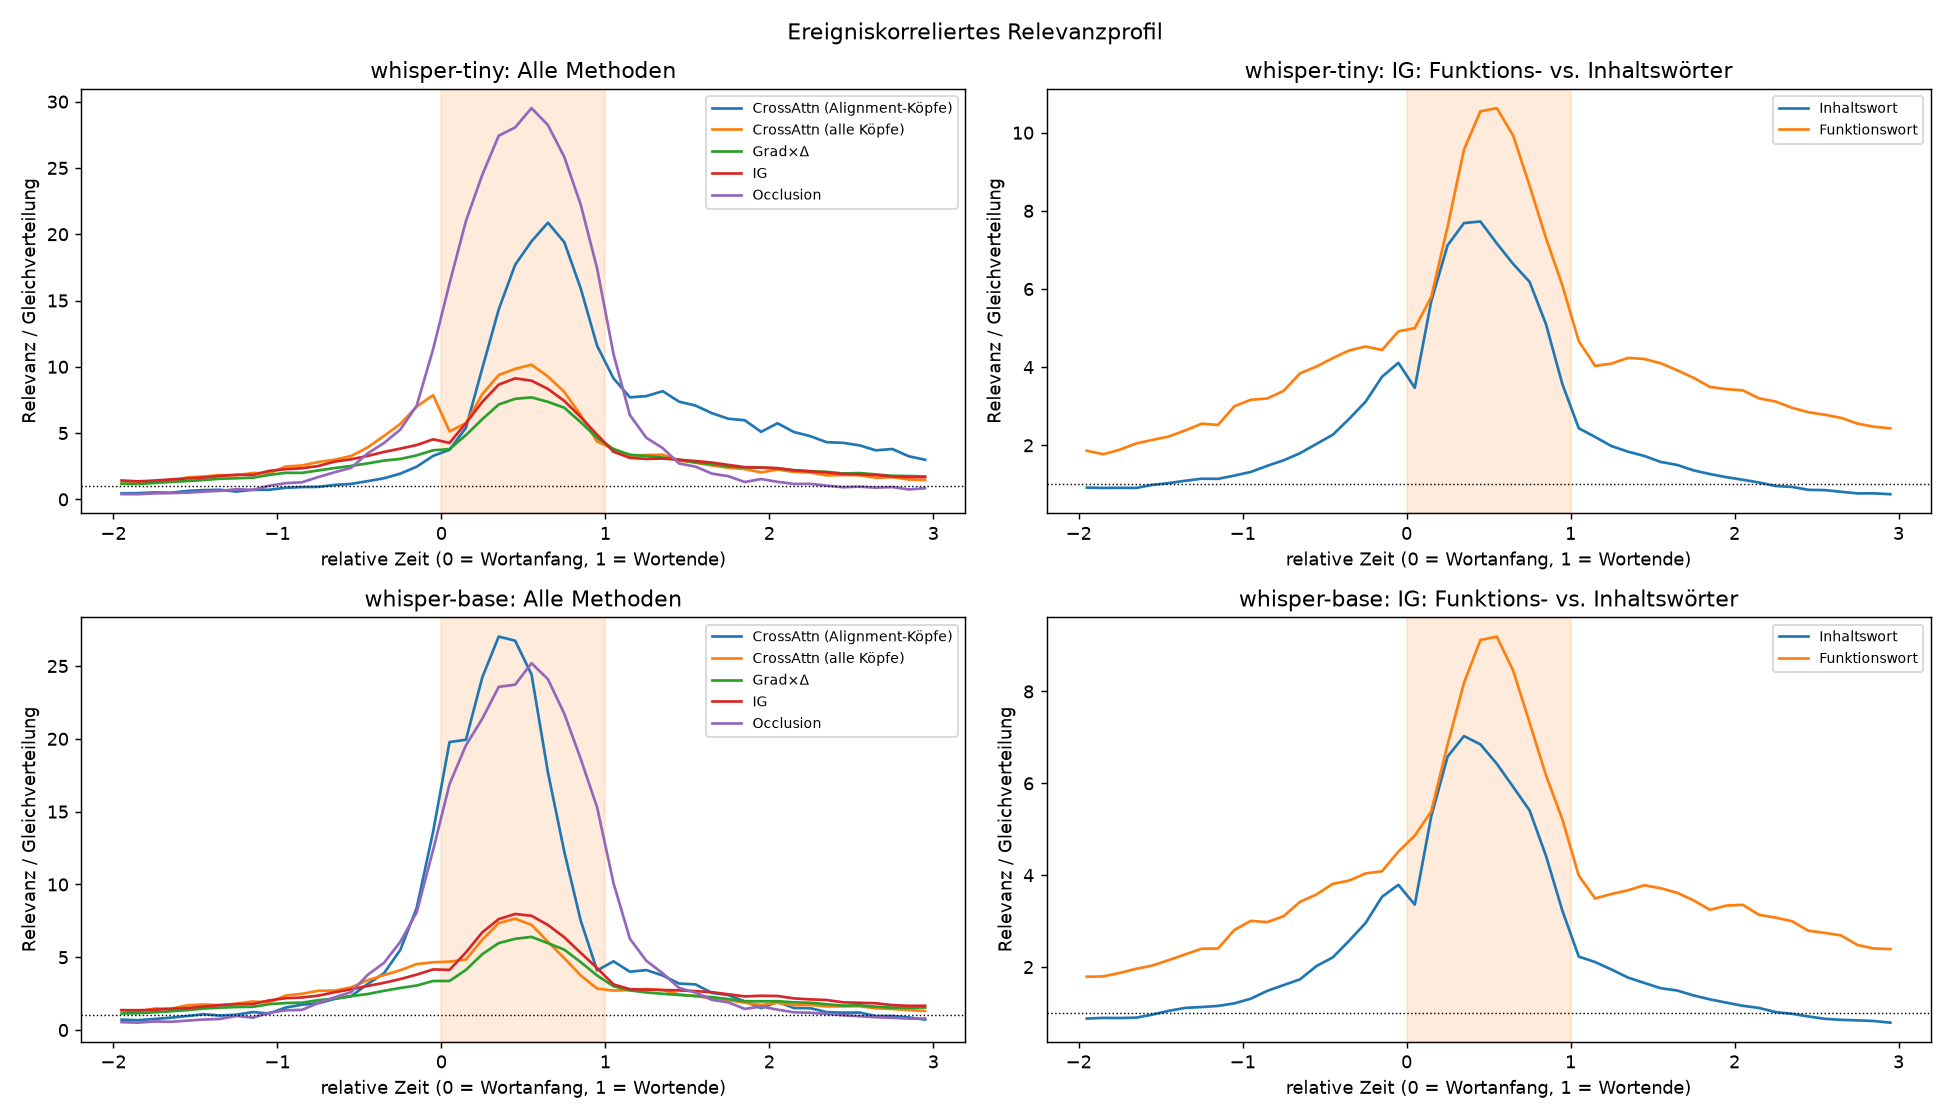 Ereigniskorreliertes Relevanzprofil
whisper-tiny: Alle Methoden
30
25
20
15
10
5
0
Relevanz / Gleichverteilung
CrossAttn (Alignment-Köpfe)
CrossAttn (alle Köpfe)
Grad×Δ
IG
Occlusion
−2 −1 0 1 2 3
relative Zeit (0 = Wortanfang, 1 = Wortende)
whisper-tiny: IG: Funktions- vs. Inhaltswörter
10
8
6
4
2
Relevanz / Gleichverteilung
Inhaltswort
Funktionswort
−2 −1 0 1 2 3
relative Zeit (0 = Wortanfang, 1 = Wortende)
whisper-base: Alle Methoden
25
20
15
10
5
0
Relevanz / Gleichverteilung
CrossAttn (Alignment-Köpfe)
CrossAttn (alle Köpfe)
Grad×Δ
IG
Occlusion
−2 −1 0 1 2 3
relative Zeit (0 = Wortanfang, 1 = Wortende)
whisper-base: IG: Funktions- vs. Inhaltswörter
8
6
4
2
Relevanz / Gleichverteilung
Inhaltswort
Funktionswort
−2 −1 0 1 2 3
relative Zeit (0 = Wortanfang, 1 = Wortende)